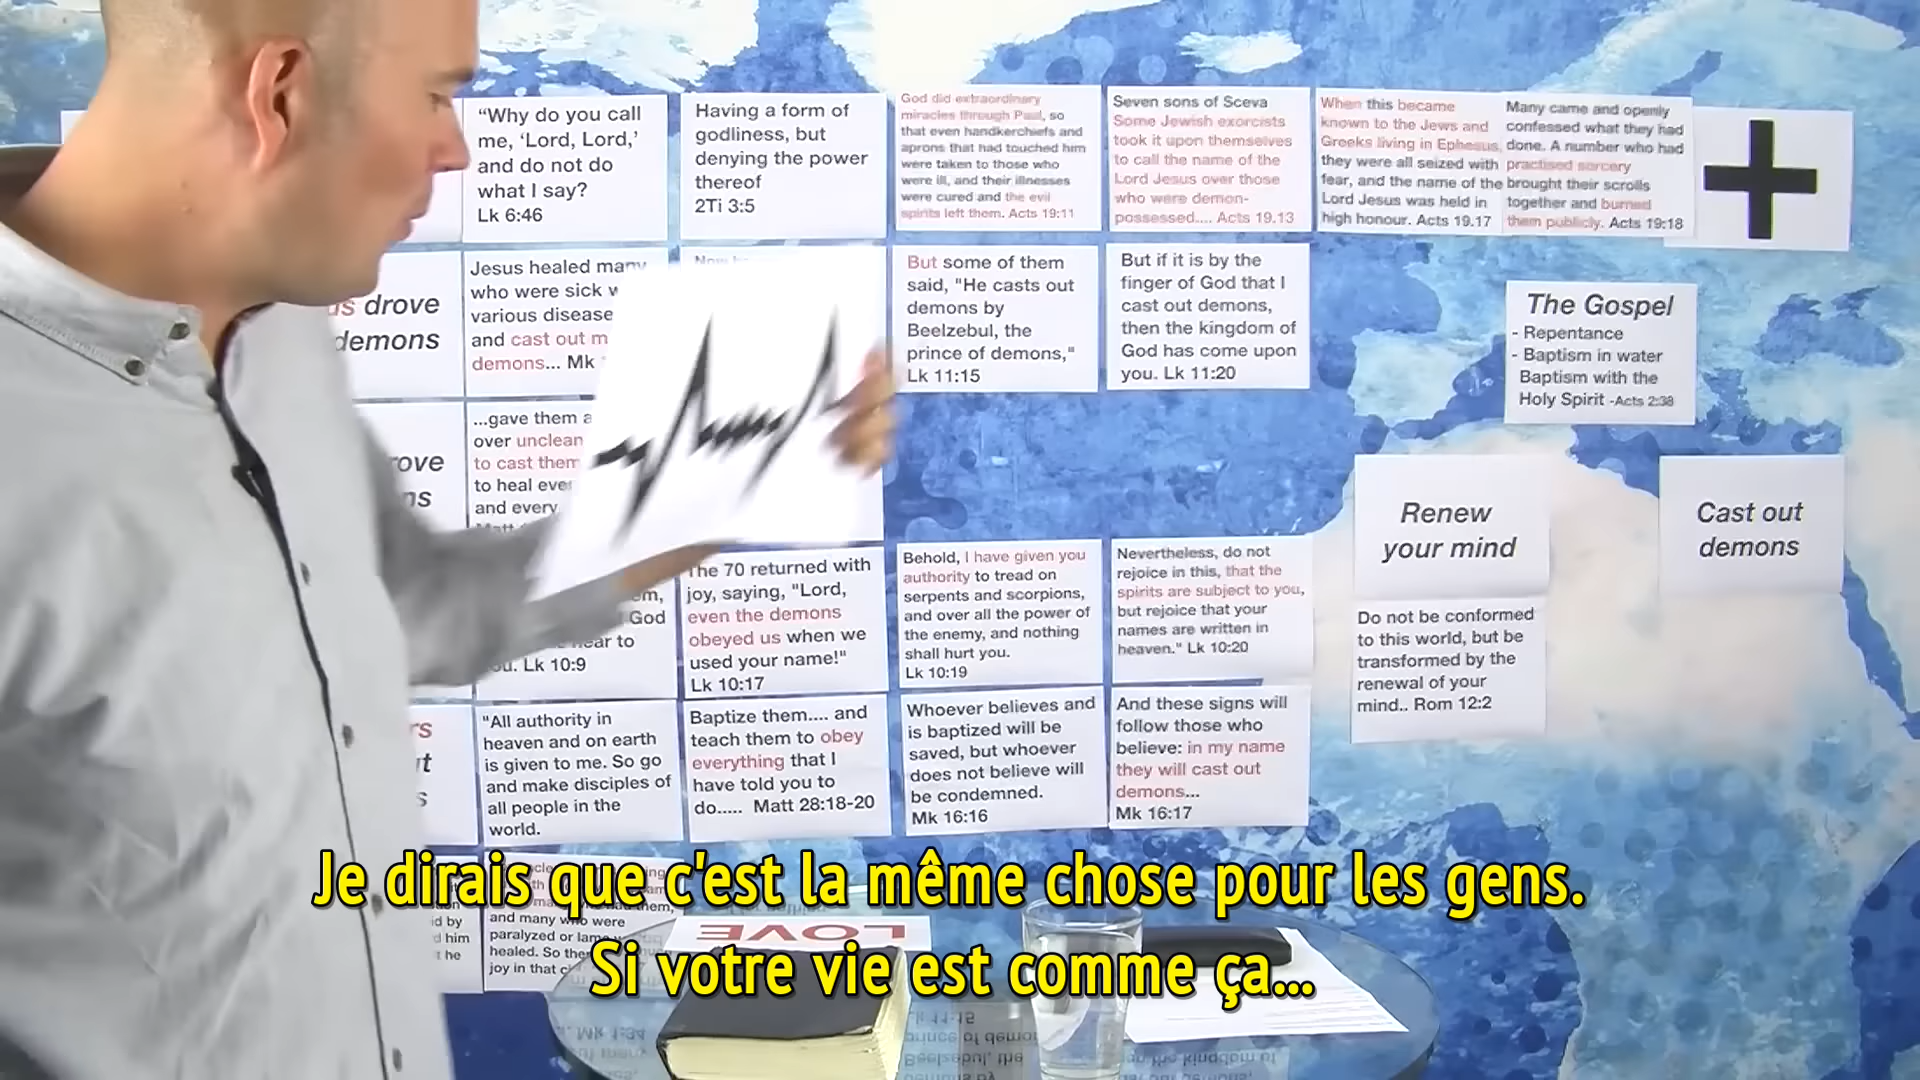 "Why do you call
me, 'Lord, Lord,'
and do not do
what I say?
Lk 6:46
Having a form of
godliness, but
denying the power
thereof
2Ti 3:5
God did extraordinary
miracles through Paul, so
that even handkerchiefs and
aprons that had touched him
were taken to those who
were ill, and their illnesses
were cured and the evil
spirits left them. Acts 19:11
Seven sons of Sceva
Some Jewish exorcists
took it upon themselves
to call the name of the
Lord Jesus over those
who were demon-
possessed.... Acts 19.13
When this became
known to the Jews and
Greeks living in Ephesus,
they were all seized with
fear, and the name of the
Lord Jesus was held in
high honour. Acts 19.17
Many came and openly
confessed what they had
done. A number who had
practised sorcery
brought their scrolls
together and burned
them publicly. Acts 19:18
drove
demons
Jesus healed many
who were sick
various disease
and cast out
demons... Mk
But some of them
said, "He casts out
demons by
Beelzebul, the
prince of demons,"
Lk 11:15
But if it is by the
finger of God that I
cast out demons,
then the kingdom of
God has come upon
you. Lk 11:20
The Gospel
- Repentance
- Baptism in water
Baptism with the
Holy Spirit -Acts 2:38
...gave them
over unclean
to cast them
to heal
and every
Renew
your mind
Cast out
demons
God
to
Lk 10:9
The 70 returned with
joy, saying, "Lord,
even the demons
obeyed us when we
used your name!"
Lk 10:17
Behold, I have given you
authority to tread on
serpents and scorpions,
and over all the power of
the enemy, and nothing
shall hurt you.
Lk 10:19
Nevertheless, do not
rejoice in this, that the
spirits are subject to you,
but rejoice that your
names are written in
heaven." Lk 10:20
Do not be conformed
to this world, but be
transformed by the
renewal of your
mind.. Rom 12:2
"All authority in
heaven and on earth
is given to me. So go
and make disciples of
all people in the
world.
Baptize them.... and
teach them to obey
everything that I
have told you to
do..... Matt 28:18-20
Whoever believes and
is baptized will be
saved, but whoever
does not believe will
be condemned.
Mk 16:16
And these signs will
follow those who
believe: in my name
they will cast out
demons...
Mk 16:17
by
him
he
and many who were
paralyzed or lame
healed. So
joy in that
LOVE
Je dirais que c'est la même chose pour les gens.
Si votre vie est comme ça...